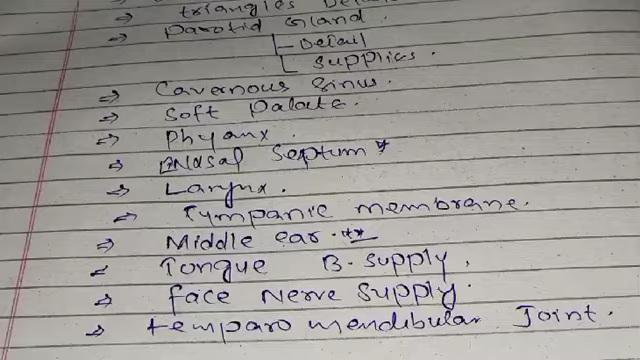 ⇒ triangles
⇒ Parotid Gland.
Detail
Supplies.
⇒ Cavernous Sinus.
⇒ Soft Palate.
⇒ Phyanx.
⇒ Nasal Septum *
⇒ Larynx.
⇒ Tympanic membrane.
⇒ Middle ear. **
Tongue B. supply,
⇒ face Nerve supply.
⇒ temparo mendibular Joint.